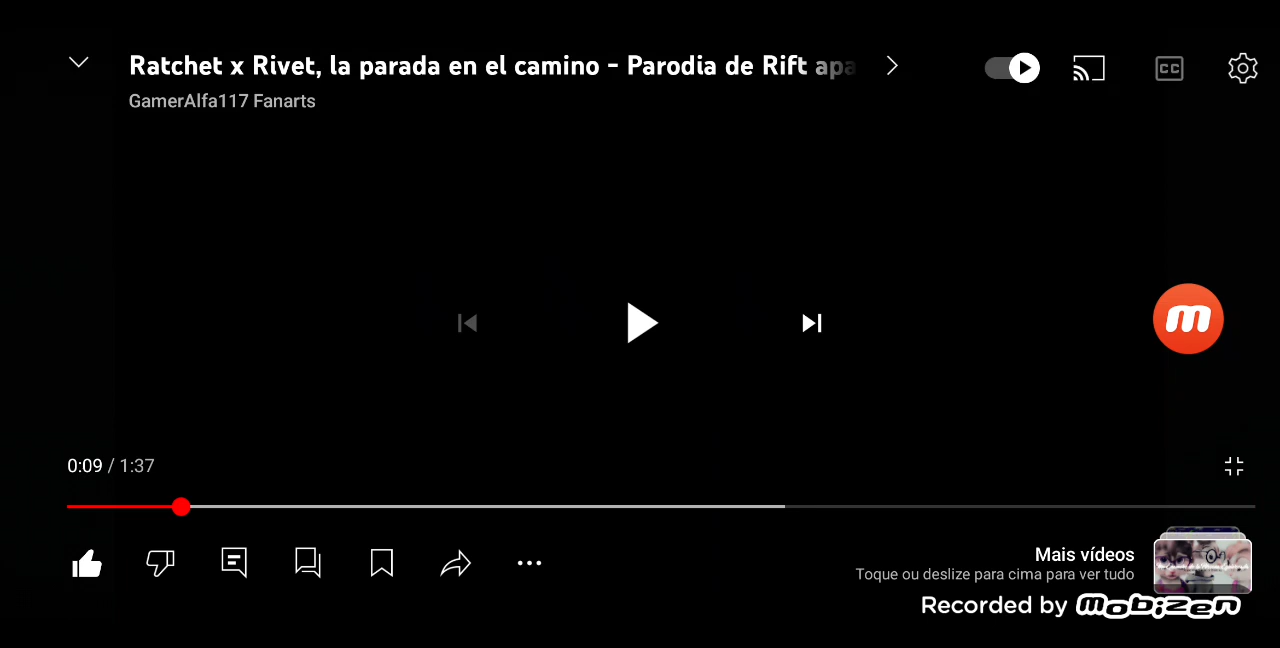 Ratchet x Rivet, la parada en el camino - Parodia de Rift apa
GamerAlfa117 Fanarts
CC
m
0:09 / 1:37
Mais vídeos
Toque ou deslize para cima para ver tudo
Recorded by Mobizen